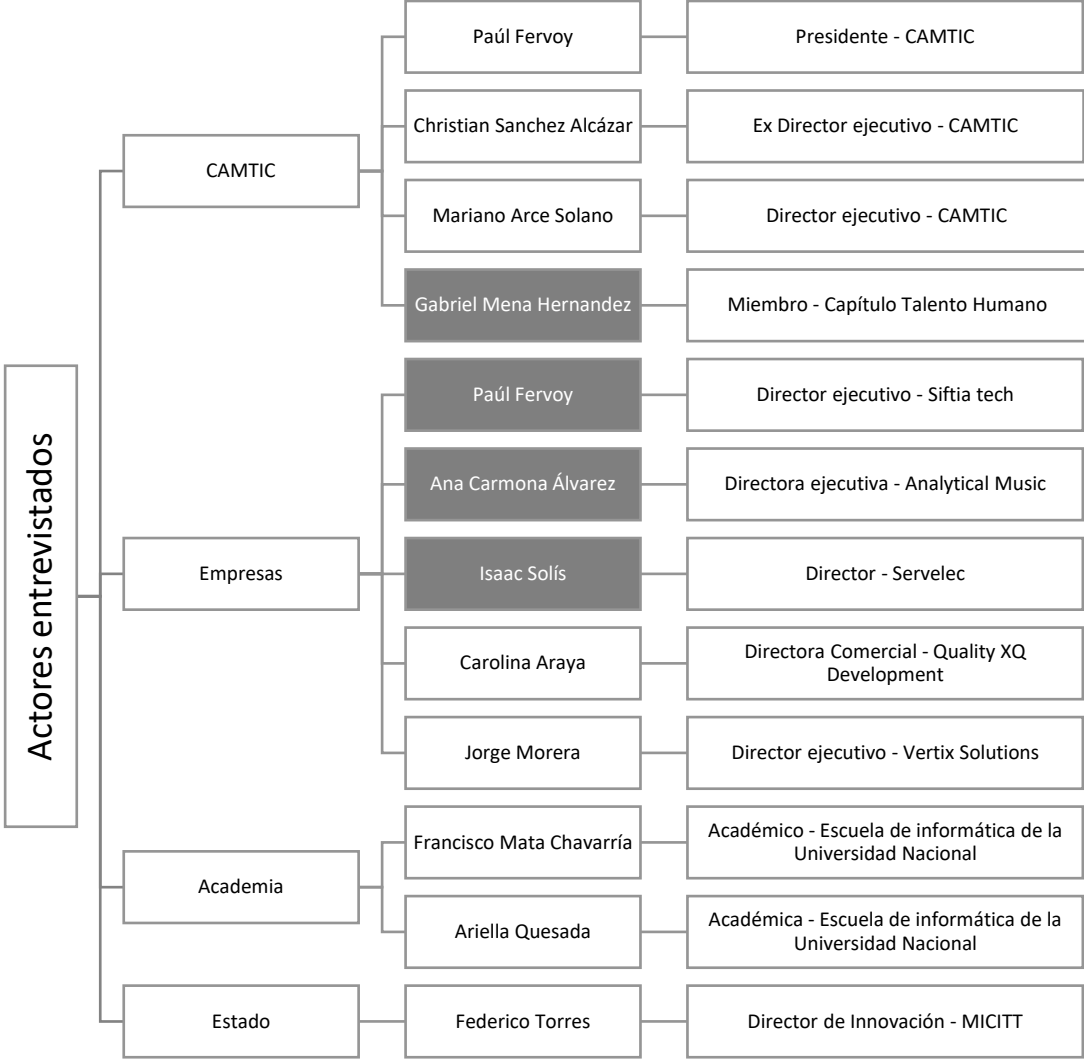 Actores entrevistados
CAMTIC
Paúl Fervoy
Presidente - CAMTIC
Christian Sanchez Alcázar
Ex Director ejecutivo - CAMTIC
Mariano Arce Solano
Director ejecutivo - CAMTIC
Gabriel Mena Hernandez
Miembro - Capítulo Talento Humano
Empresas
Paúl Fervoy
Director ejecutivo - Siftia tech
Ana Carmona Álvarez
Directora ejecutiva - Analytical Music
Isaac Solís
Director - Servelec
Carolina Araya
Directora Comercial - Quality XQ
Development
Jorge Morera
Director ejecutivo - Vertix Solutions
Academia
Francisco Mata Chavarría
Académico - Escuela de informática de la
Universidad Nacional
Ariella Quesada
Académica - Escuela de informática de la
Universidad Nacional
Estado
Federico Torres
Director de Innovación - MICITT